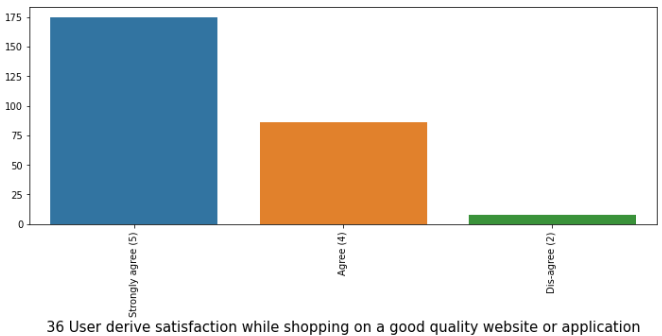 175
150
125
100
75
50
25
0
Strongly agree (5)
Agree (4)
Dis-agree (2)
36 User derive satisfaction while shopping on a good quality website or application